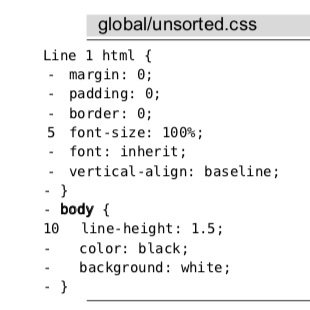 global/unsorted.css
Line 1 html {
- margin: 0;
- padding: 0;
- border: 0;
5 font-size: 100%;
- font: inherit;
- vertical-align: baseline;
- }
- body {
10 line-height: 1.5;
- color: black;
- background: white;
- }